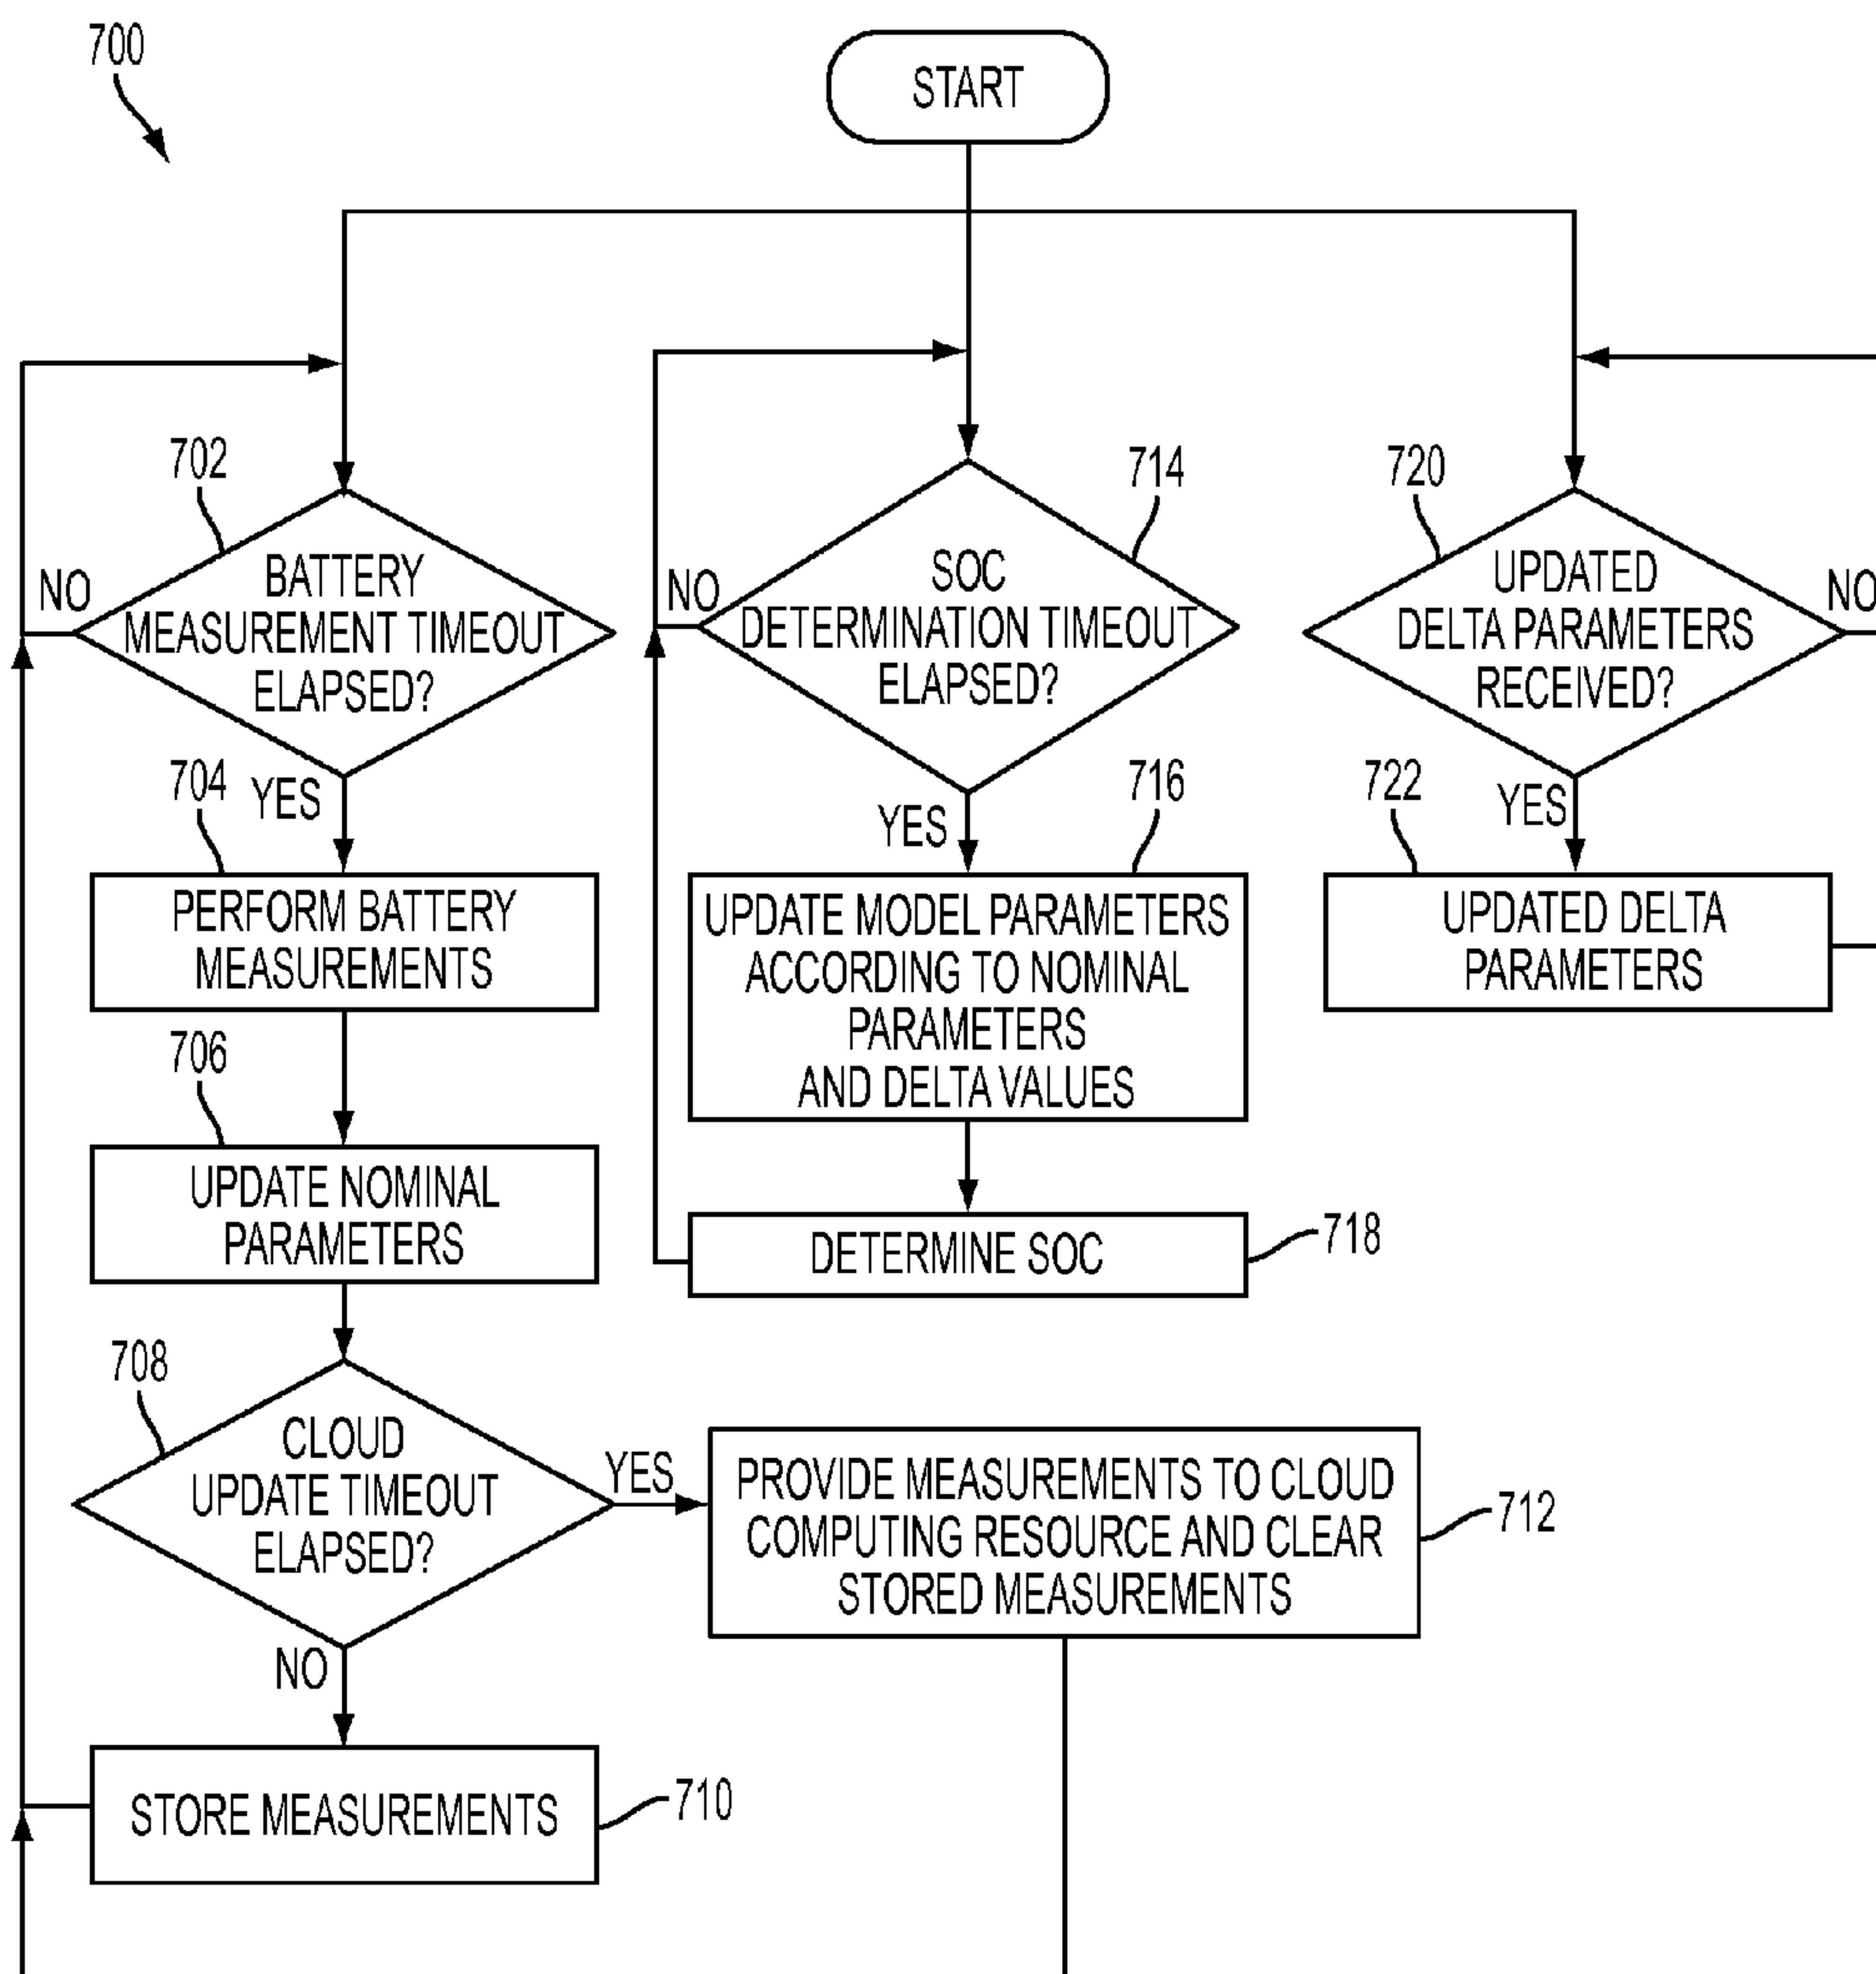 700
START
702
NO
BATTERY
MEASUREMENT TIMEOUT
ELAPSED?
YES
704
PERFORM BATTERY
MEASUREMENTS
706
UPDATE NOMINAL
PARAMETERS
708
CLOUD
UPDATE TIMEOUT
ELAPSED?
YES
NO
STORE MEASUREMENTS
710
PROVIDE MEASUREMENTS TO CLOUD
COMPUTING RESOURCE AND CLEAR
STORED MEASUREMENTS
712
714
NO
SOC
DETERMINATION TIMEOUT
ELAPSED?
YES
716
UPDATE MODEL PARAMETERS
ACCORDING TO NOMINAL
PARAMETERS
AND DELTA VALUES
DETERMINE SOC
718
720
UPDATED
DELTA PARAMETERS
RECEIVED?
NO
YES
722
UPDATED DELTA
PARAMETERS